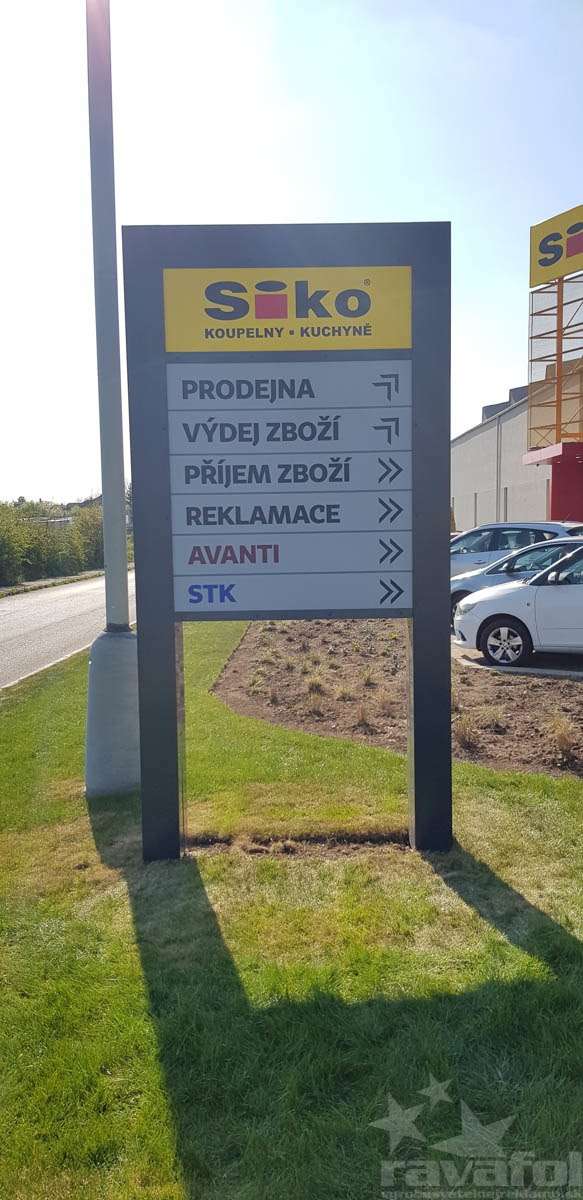 Siko®
KOUPELNY • KUCHYNĚ
PRODEJNA
VÝDEJ ZBOŽÍ
PŘÍJEM ZBOŽÍ
REKLAMACE
AVANTI
STK
ravafol